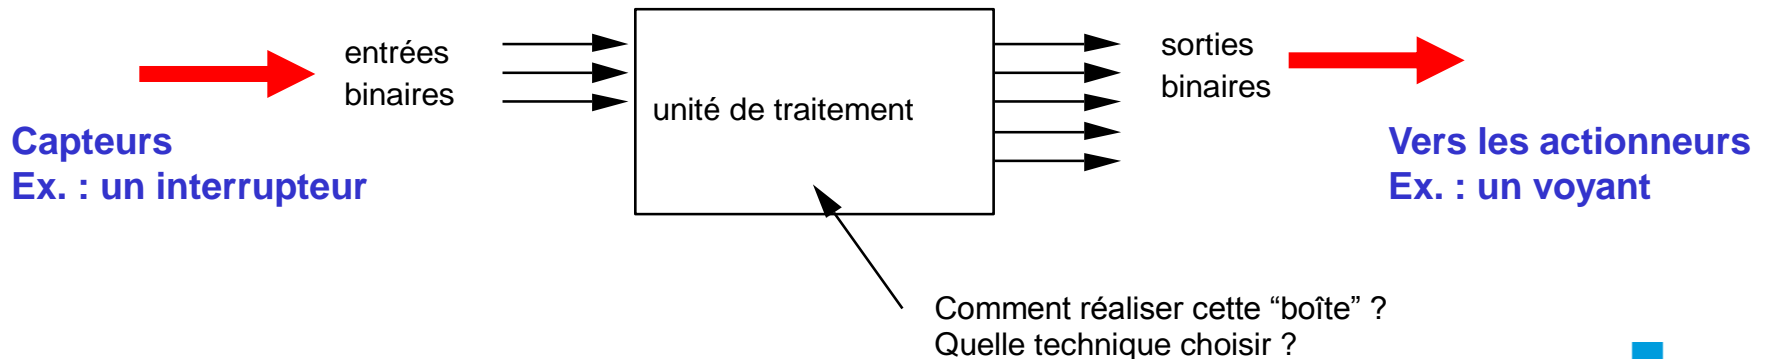 entrées
binaires
Capteurs
Ex. : un interrupteur
unité de traitement
sorties
binaires
Vers les actionneurs
Ex. : un voyant
Comment réaliser cette “boîte” ?
Quelle technique choisir ?